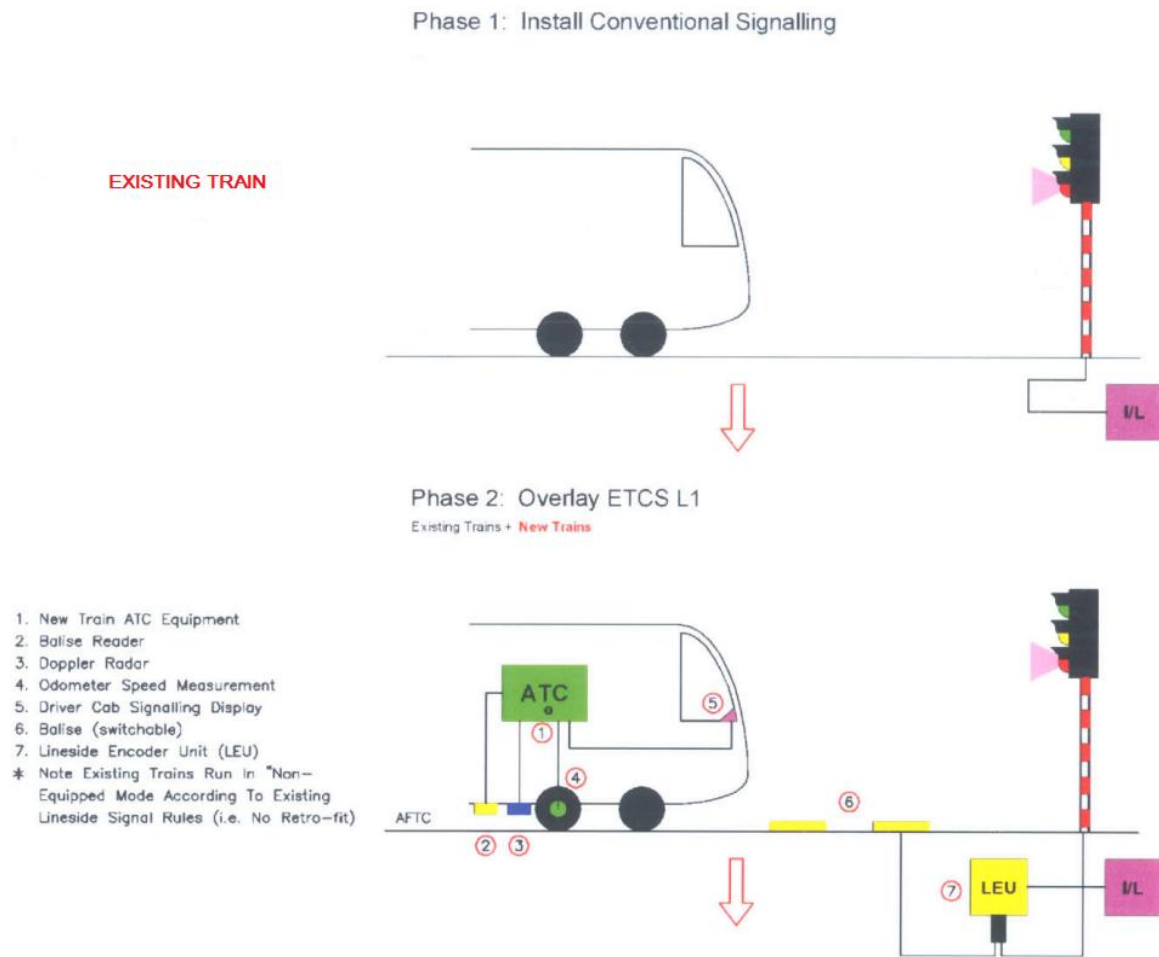 Phase 1: Install Conventional Signalling
EXISTING TRAIN
I/L
Phase 2: Overlay ETCS L1
Existing Trains + New Trains
1. New Train ATC Equipment
2. Balise Reader
3. Doppler Radar
4. Odometer Speed Measurement
5. Driver Cab Signalling Display
6. Balise (switchable)
7. Lineside Encoder Unit (LEU)
* Note Existing Trains Run In "Non-
Equipped Mode According To Existing
Lineside Signal Rules (i.e. No Retro-fit)
ATC
1
5
4
AFTC
2
3
6
7
LEU
I/L